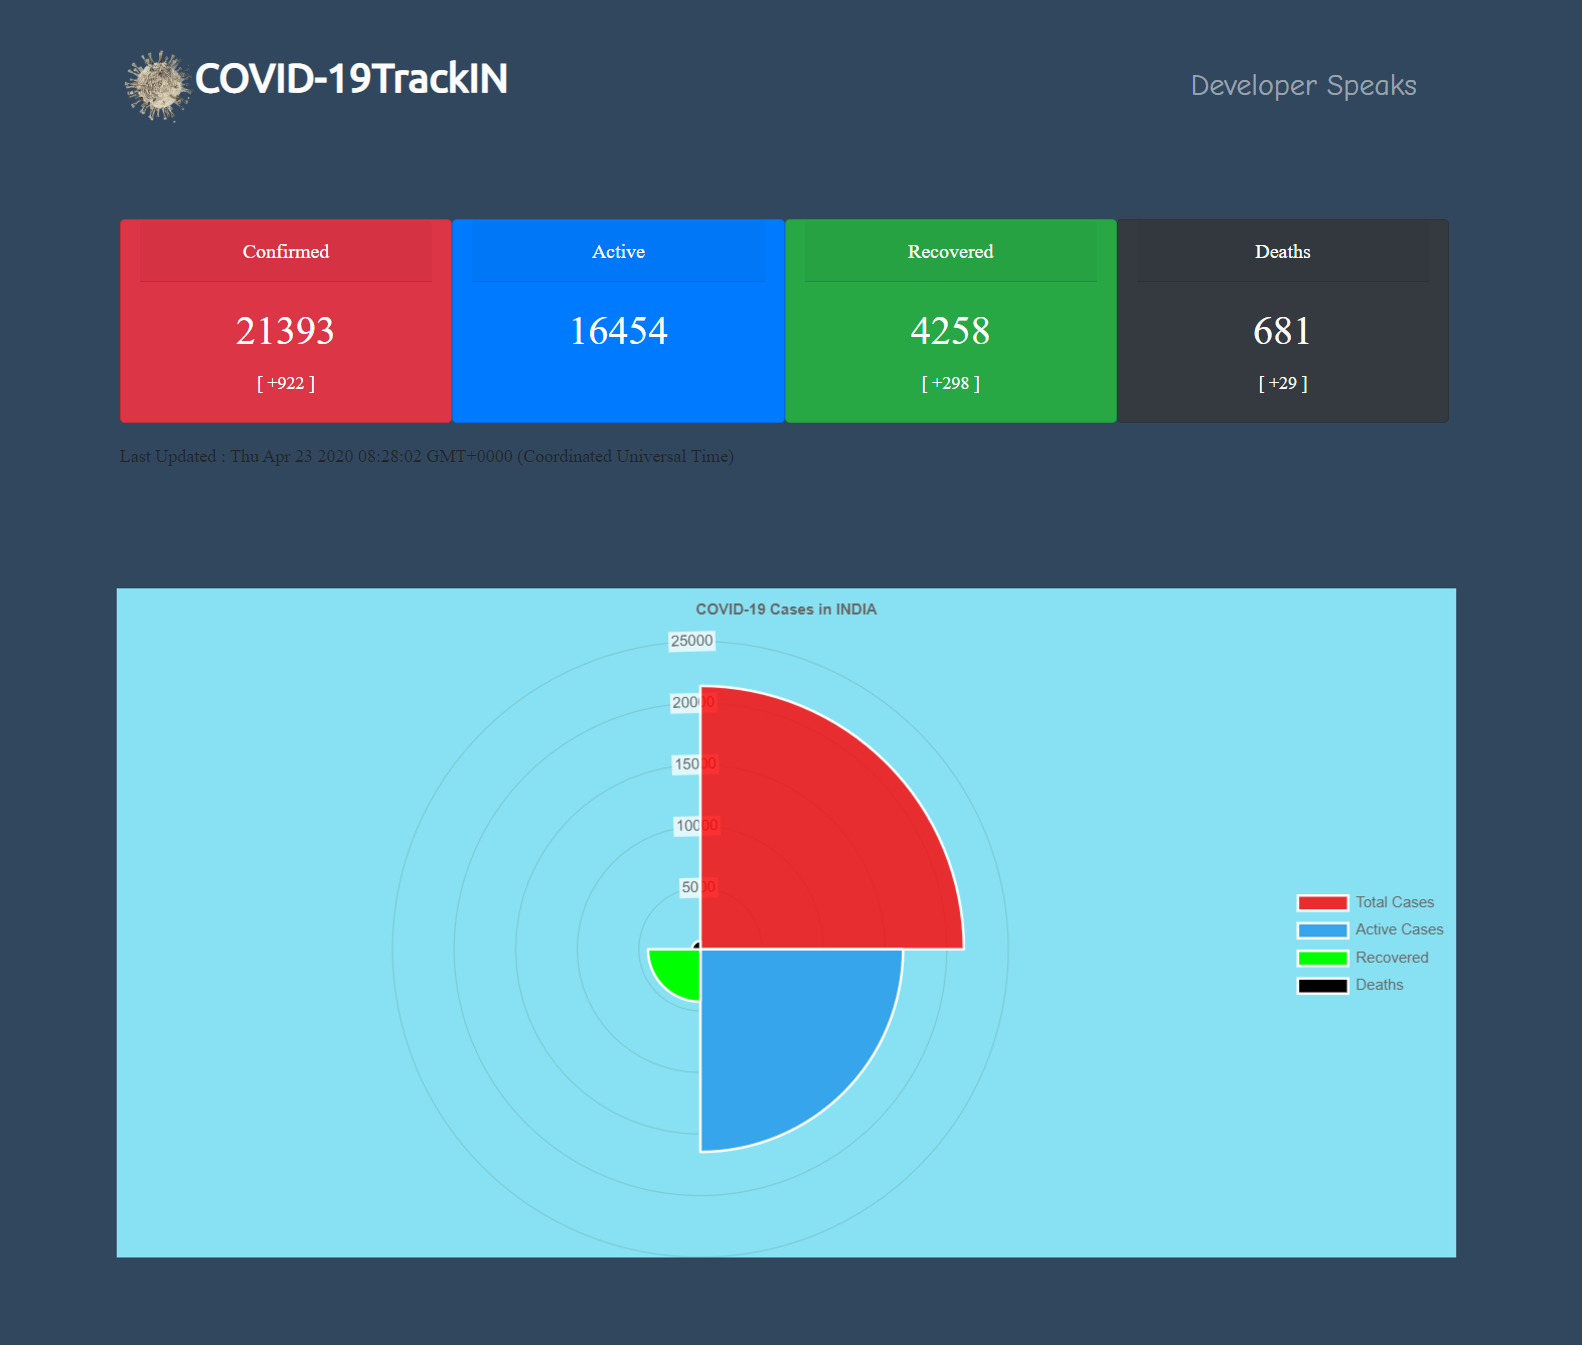 COVID-19TrackIN
Developer Speaks
Confirmed
Active
Recovered
Deaths
21393
16454
4258
681
[ +922 ]
[ +298 ]
[ +29 ]
Last Updated : Thu Apr 23 2020 08:28:02 GMT+0000 (Coordinated Universal Time)
COVID-19 Cases in INDIA
25000
20000
15000
10000
5000
Total Cases
Active Cases
Recovered
Deaths